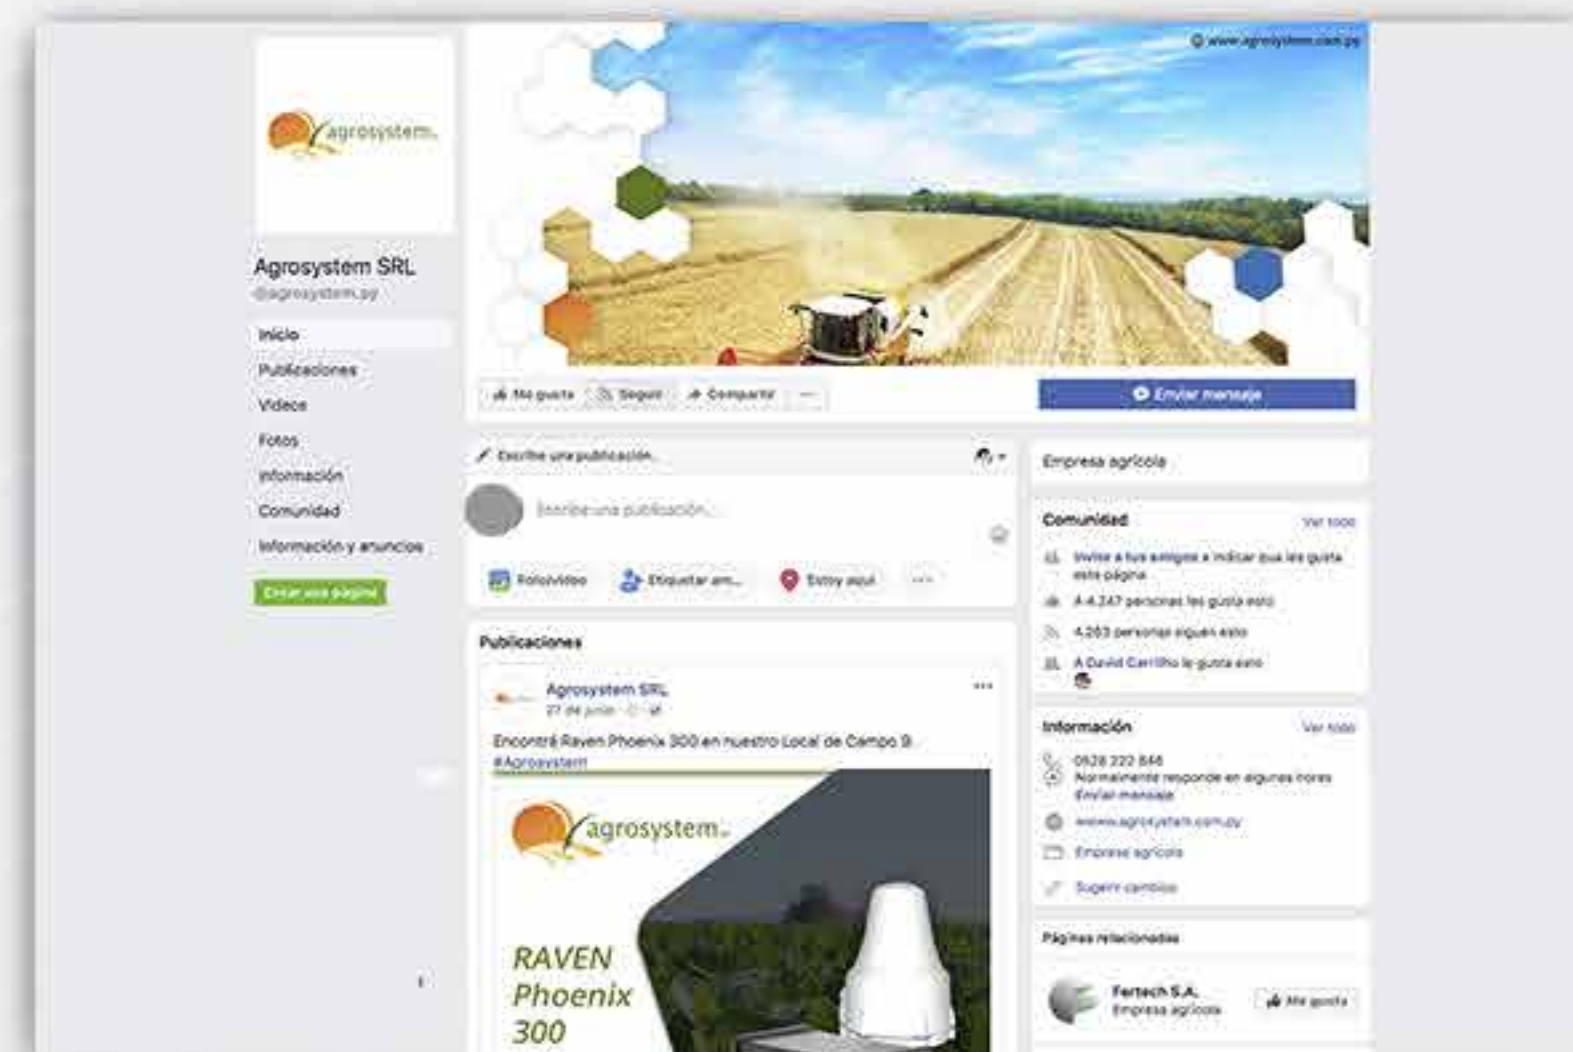 www.agrosystem.com.py
agrosystem
Agrosystem SRL
@agrosystem.py
Inicio
Publicaciones
Videos
Fotos
Información
Comunidad
Información y anuncios
Crear una página
Me gusta
Seguir
Compartir
Enviar mensaje
Escribe una publicación...
Escribe una publicación...
Foto/video
Etiquetar am...
Estoy aquí
Publicaciones
Agrosystem SRL
27 de junio
Encontrá Raven Phoenix 300 en nuestro Local de Campo 9.
#Agrosystem
agrosystem
RAVEN
Phoenix
300
Empresa agrícola
Comunidad
Ver todo
Invita a tus amigos a indicar que les gusta
esta página
A 4.247 personas les gusta esto
4.263 personas siguen esto
A David Carrilho le gusta esto
Información
Ver todo
0528 222 846
Normalmente responde en algunas horas
Enviar mensaje
www.agrosystem.com.py
Empresa agrícola
Sugerir cambios
Páginas relacionadas
Fertech S.A.
Empresa agrícola
Me gusta